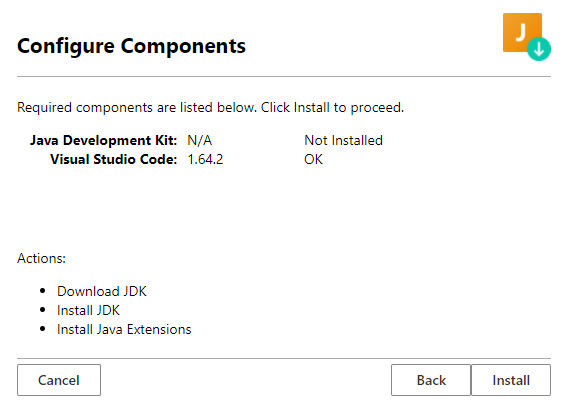 Configure Components
J
Required components are listed below. Click Install to proceed.
Java Development Kit: N/A Not Installed
Visual Studio Code: 1.64.2 OK
Actions:
• Download JDK
• Install JDK
• Install Java Extensions
Cancel Back Install